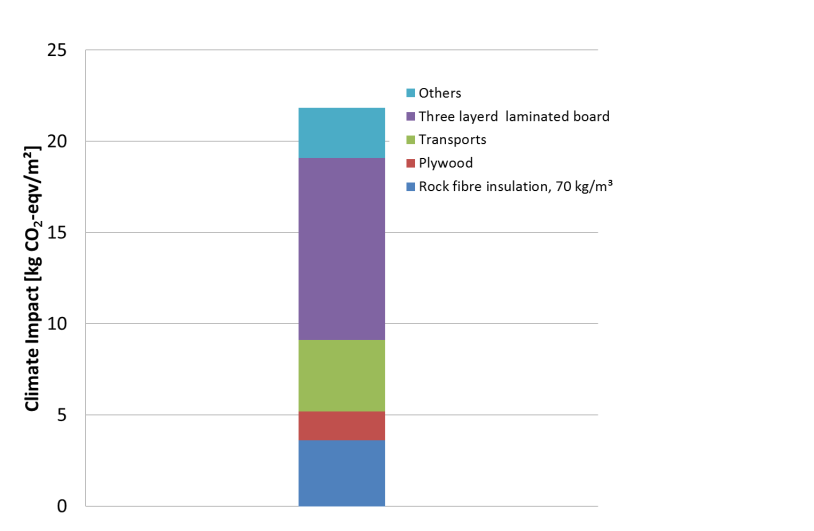 25
20
15
10
5
0
Climate Impact [kg CO₂-eqv/m²]
Others
Three layerd  laminated board
Transports
Plywood
Rock fibre insulation, 70 kg/m³